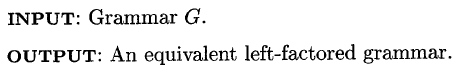 INPUT: Grammar G.
OUTPUT: An equivalent left-factored grammar.